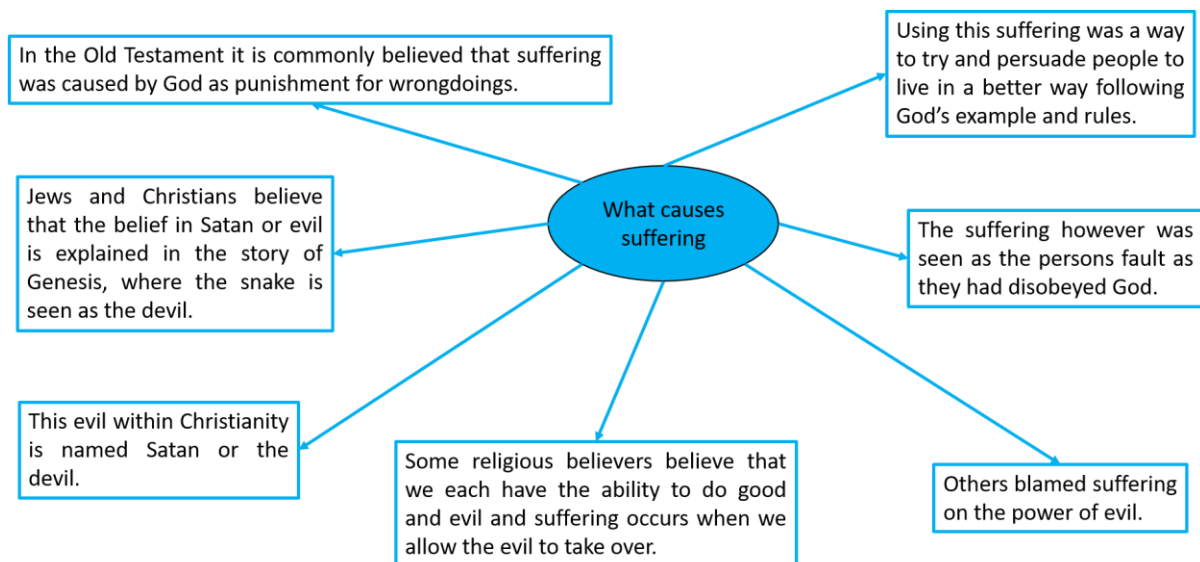 In the Old Testament it is commonly believed that suffering
was caused by God as punishment for wrongdoings.
Using this suffering was a way
to try and persuade people to
live in a better way following
God's example and rules.
Jews and Christians believe
that the belief in Satan or evil
is explained in the story of
Genesis, where the snake is
seen as the devil.
What causes
suffering
The suffering however was
seen as the persons fault as
they had disobeyed God.
This evil within Christianity
is named Satan or the
devil.
Some religious believers believe that
we each have the ability to do good
and evil and suffering occurs when we
allow the evil to take over.
Others blamed suffering
on the power of evil.